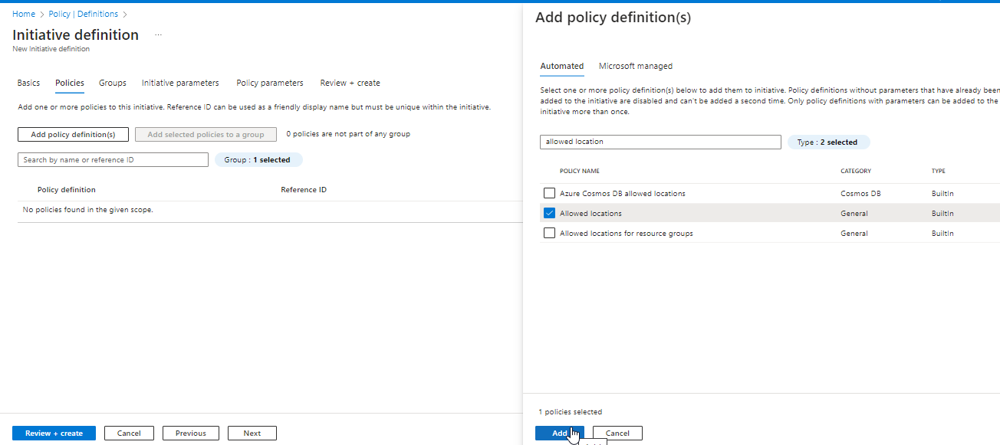 Home > Policy | Definitions >
Initiative definition ...
New Initiative definition
Basics Policies Groups Initiative parameters Policy parameters Review + create
Add one or more policies to this initiative. Reference ID can be used as a friendly display name but must be unique within the initiative.
Add policy definition(s) Add selected policies to a group 0 policies are not part of any group
Search by name or reference ID Group : 1 selected
Policy definition Reference ID
No policies found in the given scope.
Review + create Cancel Previous Next
Add policy definition(s)
Automated Microsoft managed
Select one or more policy definition(s) below to add them to initiative. Policy definitions without parameters that have already been
added to the initiative are disabled and can't be added a second time. Only policy definitions with parameters can be added to the
initiative more than once.
allowed location Type : 2 selected
POLICY NAME CATEGORY TYPE
Azure Cosmos DB allowed locations Cosmos DB BuiltIn
Allowed locations General BuiltIn
Allowed locations for resource groups General BuiltIn
1 policies selected
Add Cancel